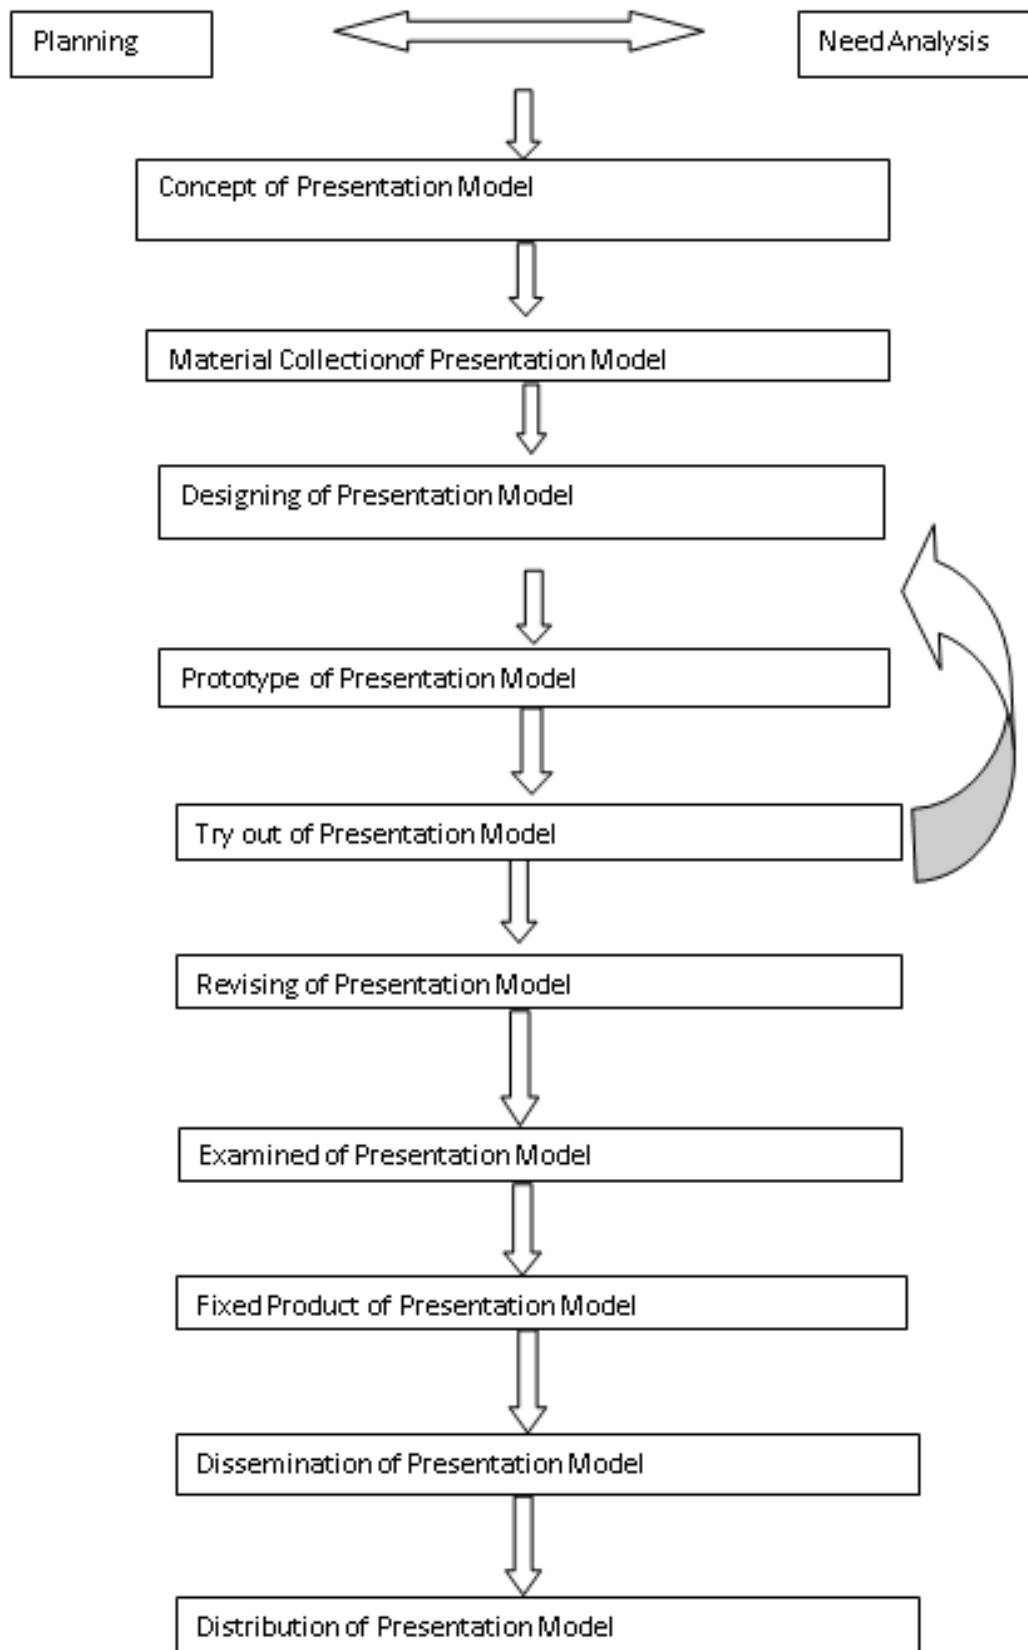 Planning
Need Analysis
Concept of Presentation Model
Material Collectionof Presentation Model
Designing of Presentation Model
Prototype of Presentation Model
Try out of Presentation Model
Revising of Presentation Model
Examined of Presentation Model
Fixed Product of Presentation Model
Dissemination of Presentation Model
Distribution of Presentation Model